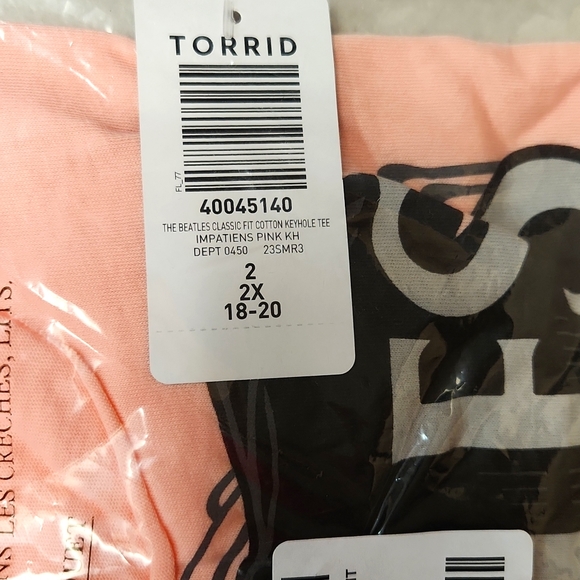 TORRID
FL_77
40045140
THE BEATLES CLASSIC FIT COTTON KEYHOLE TEE
IMPATIENS PINK KH
DEPT 0450 23SMR3
2
2X
18-20
LES CRECHES, LITS.